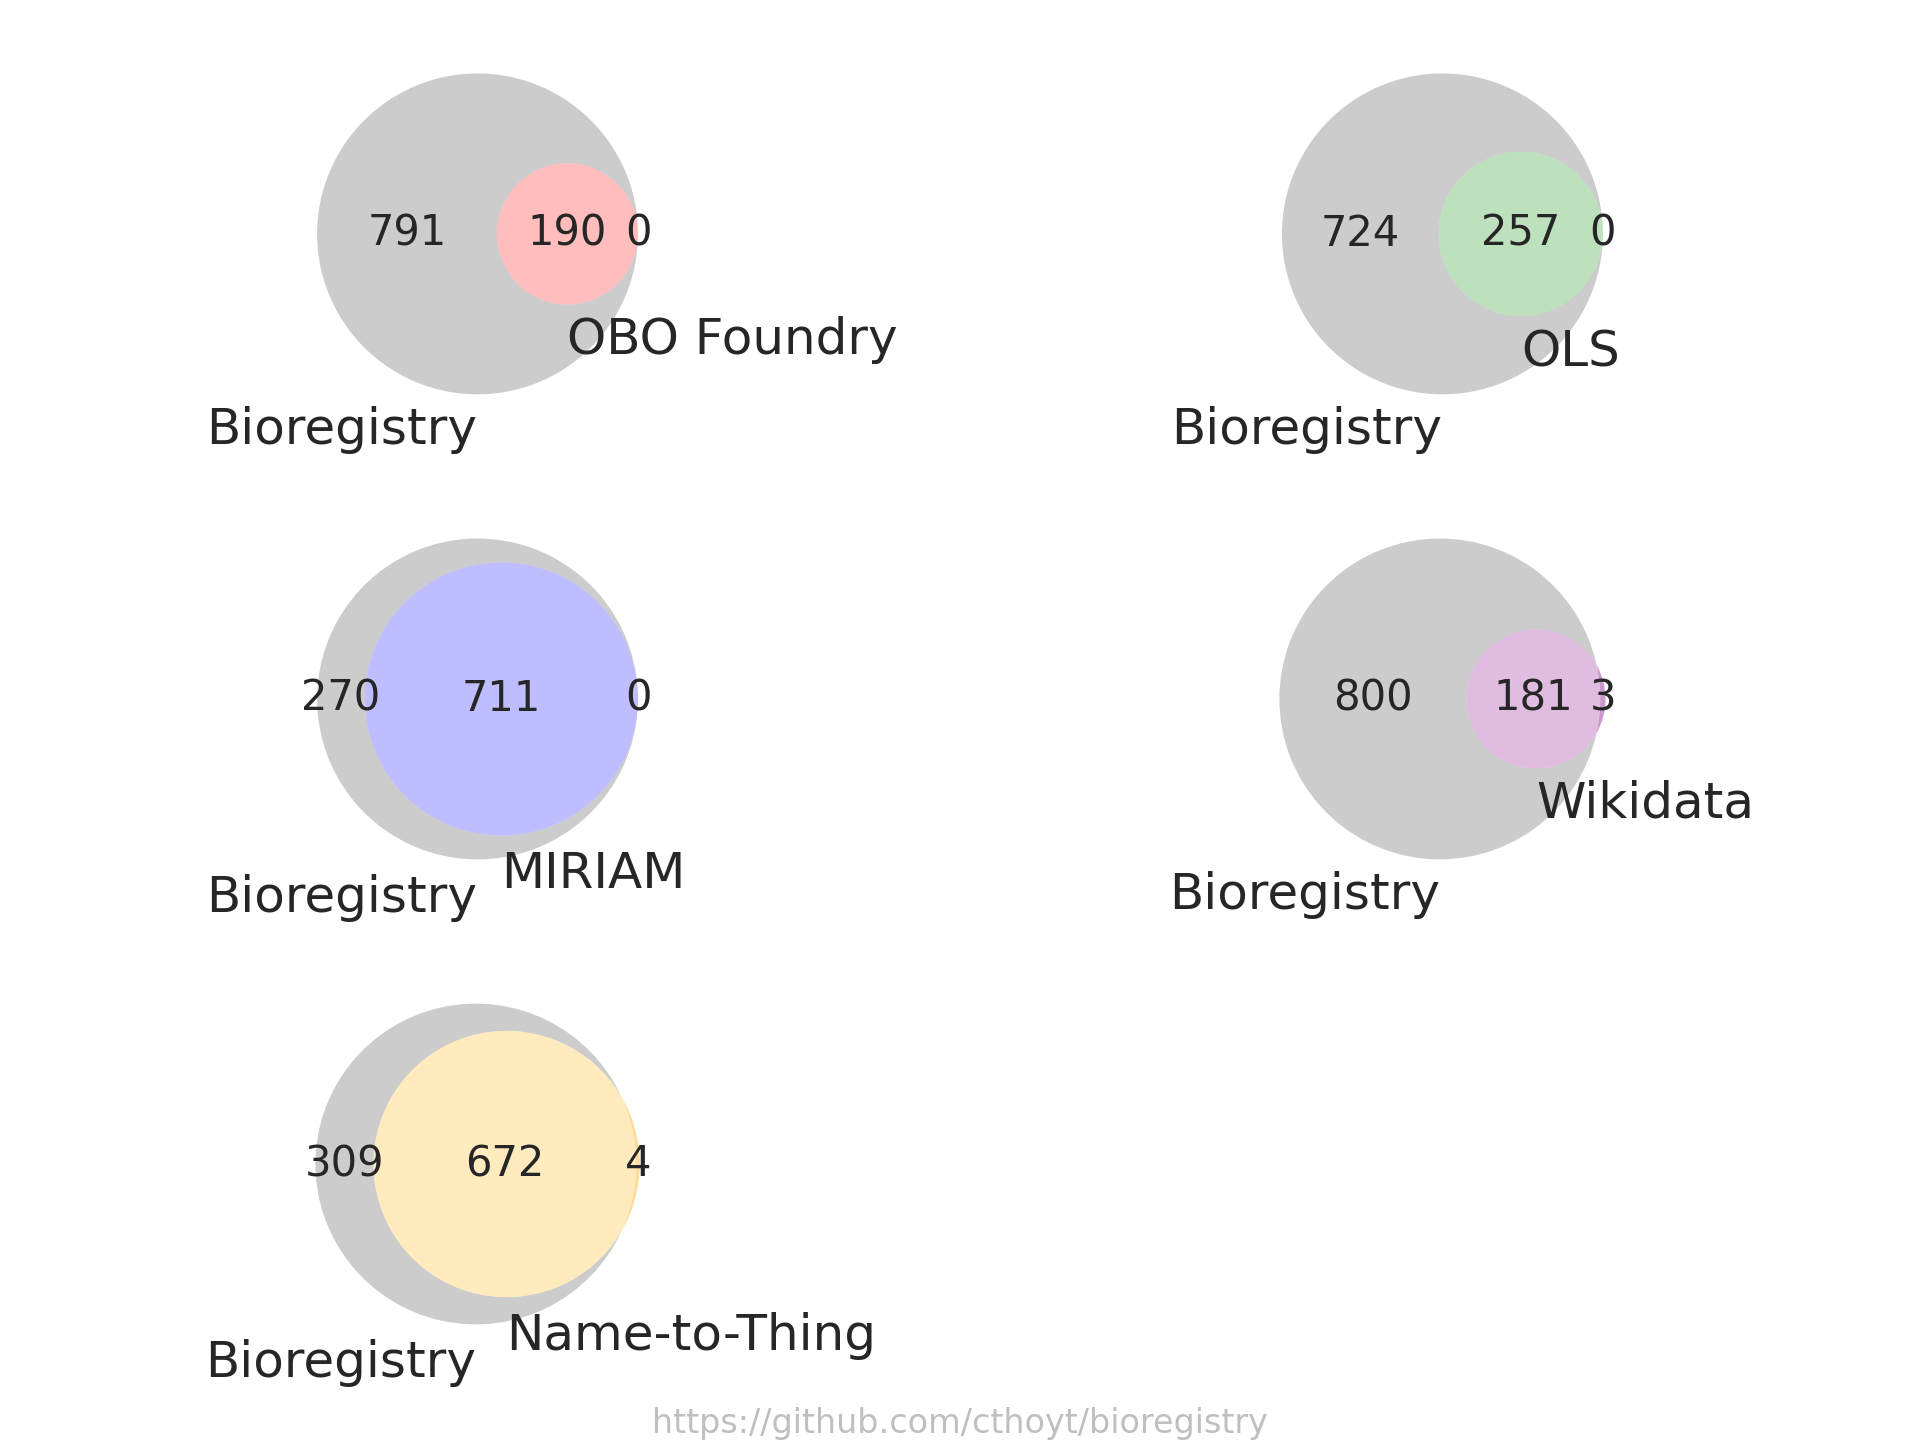 791 190 0
OBO Foundry
Bioregistry
724 257 0
OLS
Bioregistry
270 711 0
MIRIAM
Bioregistry
800 181 3
Wikidata
Bioregistry
309 672 4
Name-to-Thing
Bioregistry
https://github.com/cthoyt/bioregistry